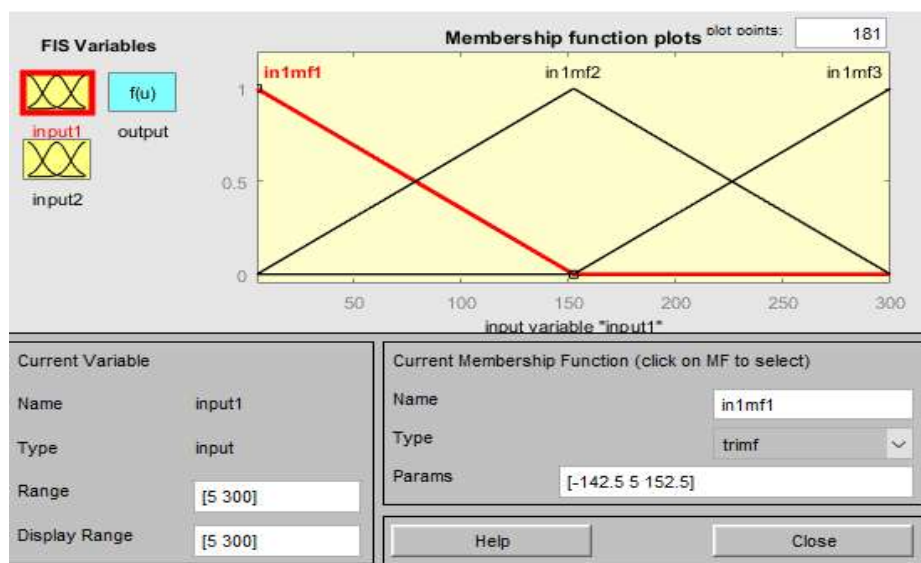 FIS Variables
Membership function plots
plot points:
181
f(u)
input1
output
input2
in1mf1
in1mf2
in1mf3
1
0.5
0
50
100
150
200
250
300
input variable "input1"
Current Variable
Name
input1
Type
input
Range
[5 300]
Display Range
[5 300]
Current Membership Function (click on MF to select)
Name
in1mf1
Type
trimf
Params
[-142.5 5 152.5]
Help
Close